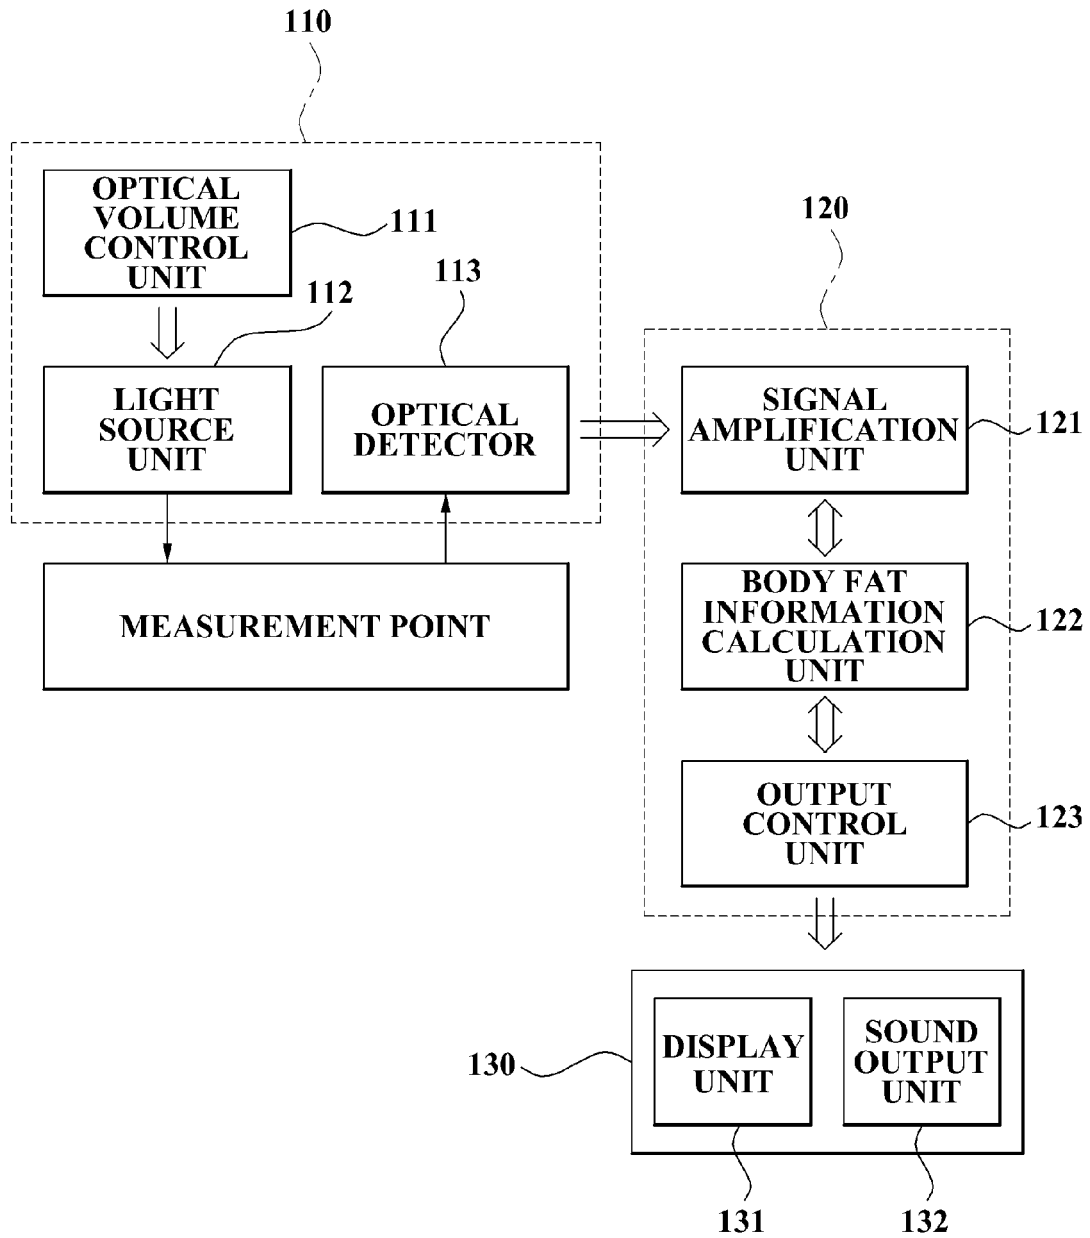 110
OPTICAL
VOLUME
CONTROL
UNIT
111
112
113
LIGHT
SOURCE
UNIT
OPTICAL
DETECTOR
MEASUREMENT POINT
120
SIGNAL
AMPLIFICATION
UNIT
121
BODY FAT
INFORMATION
CALCULATION
UNIT
122
OUTPUT
CONTROL
UNIT
123
130
DISPLAY
UNIT
SOUND
OUTPUT
UNIT
131
132